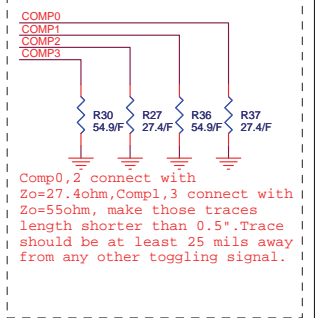 COMP0
COMP1
COMP2
COMP3
R30 R27 R36 R37
54.9/F 27.4/F 54.9/F 27.4/F
Comp0,2 connect with
Zo=27.4ohm,Comp1,3 connect with
Zo=55ohm, make those traces
length shorter than 0.5".Trace
should be at least 25 mils away
from any other toggling signal.